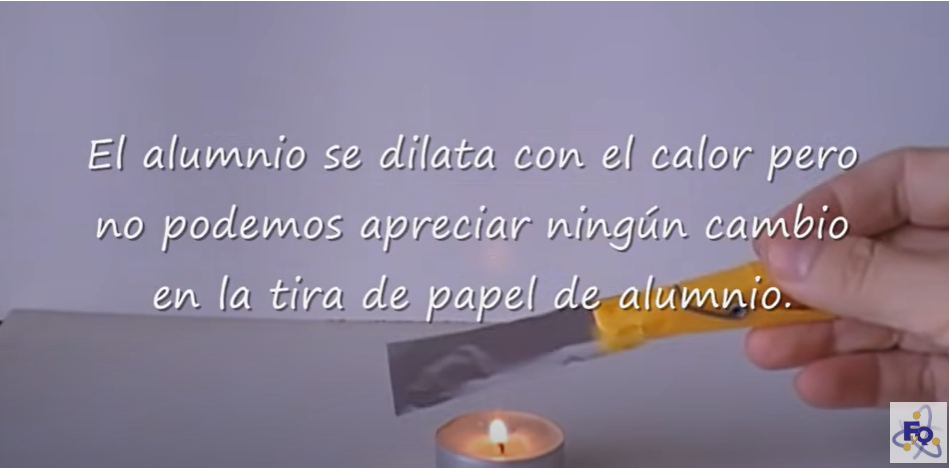 El alumnio se dilata con el calor pero
no podemos apreciar ningún cambio
en la tira de papel de alumnio.
FQ